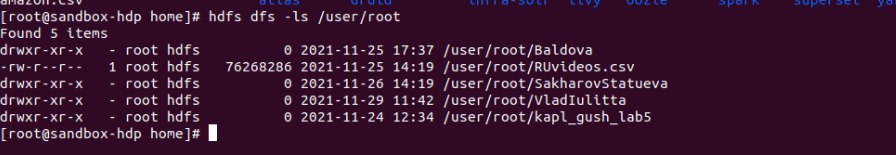 amazon.csv atlas druid infra-solr livy oozie spark superset
[root@sandbox-hdp home]# hdfs dfs -ls /user/root
Found 5 items
drwxr-xr-x   - root hdfs          0 2021-11-25 17:37 /user/root/Baldova
-rw-r--r--   1 root hdfs   76268286 2021-11-25 14:19 /user/root/RUvideos.csv
drwxr-xr-x   - root hdfs          0 2021-11-26 14:19 /user/root/SakharovStatueva
drwxr-xr-x   - root hdfs          0 2021-11-29 11:42 /user/root/VladIulitta
drwxr-xr-x   - root hdfs          0 2021-11-24 12:34 /user/root/kapl_gush_lab5
[root@sandbox-hdp home]#